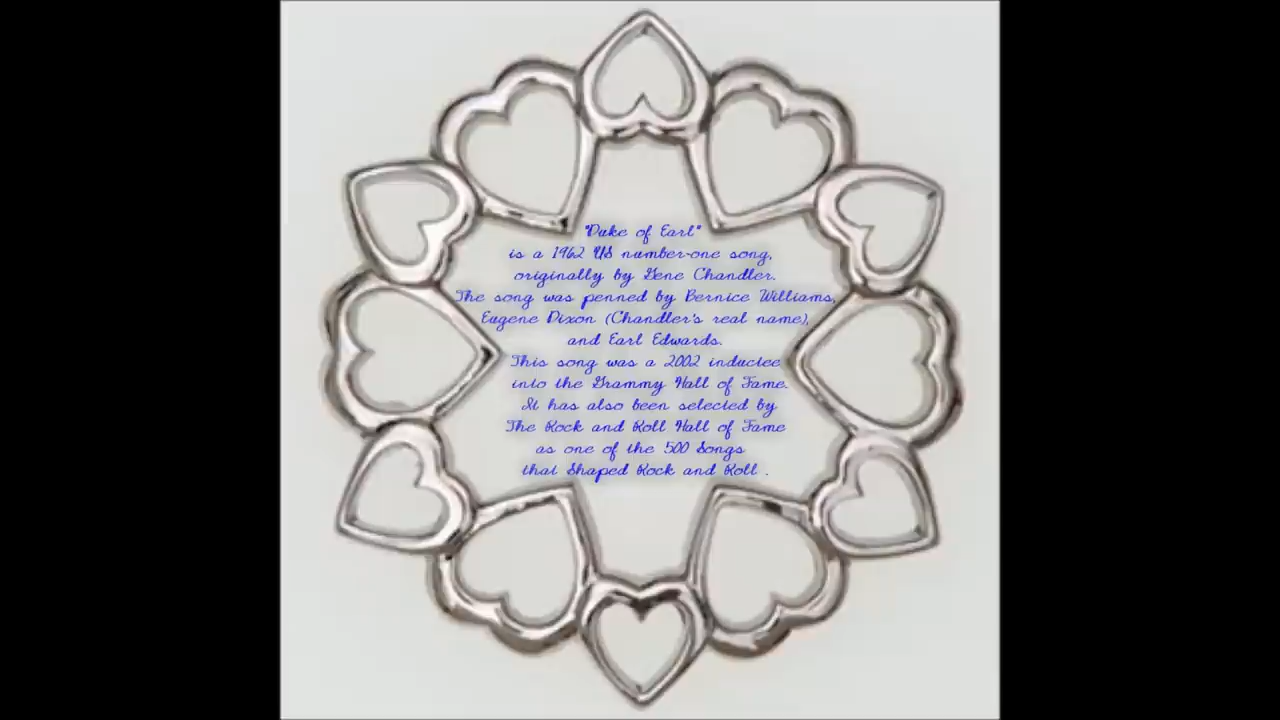 "Duke of Earl"
is a 1962 US number-one song,
originally by Gene Chandler.
The song was penned by Bernice Williams,
Eugene Dixon (Chandler's real name),
and Earl Edwards.
This song was a 2002 inductee
into the Grammy Hall of Fame.
It has also been selected by
The Rock and Roll Hall of Fame
as one of the 500 Songs
that Shaped Rock and Roll .